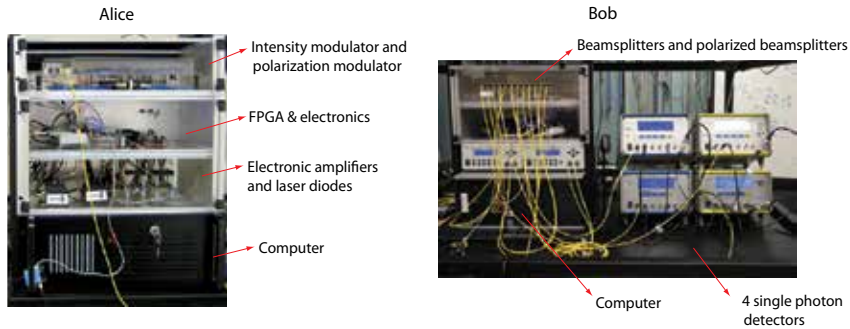 Alice
Intensity modulator and
polarization modulator
FPGA & electronics
Electronic amplifiers
and laser diodes
Computer
Bob
Beamsplitters and polarized beamsplitters
Computer
4 single photon
detectors